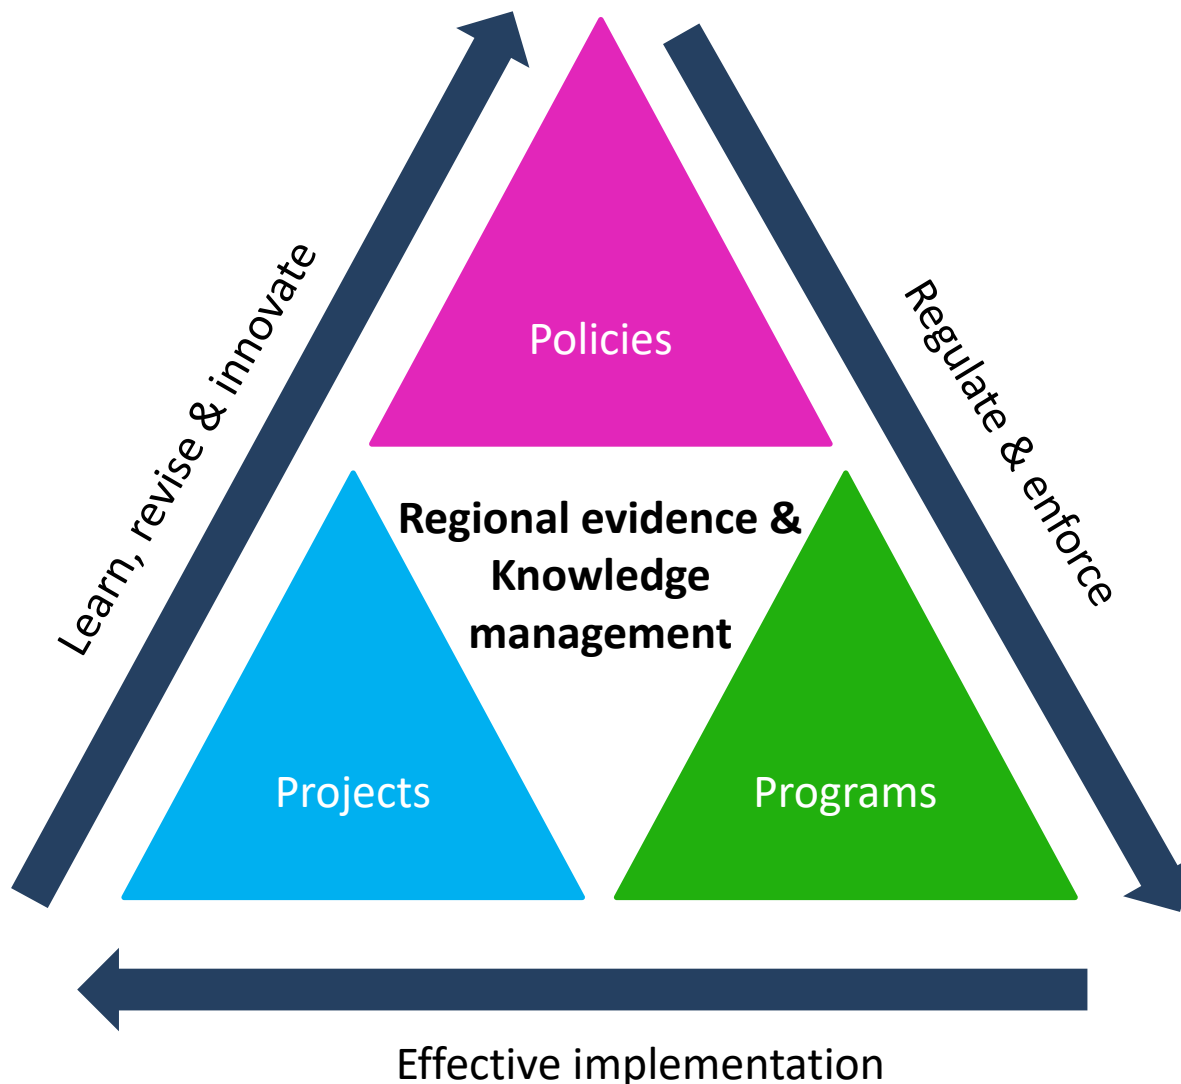 Policies
Learn, revise & innovate
Regulate & enforce
Regional evidence &
Knowledge
management
Projects
Programs
Effective implementation